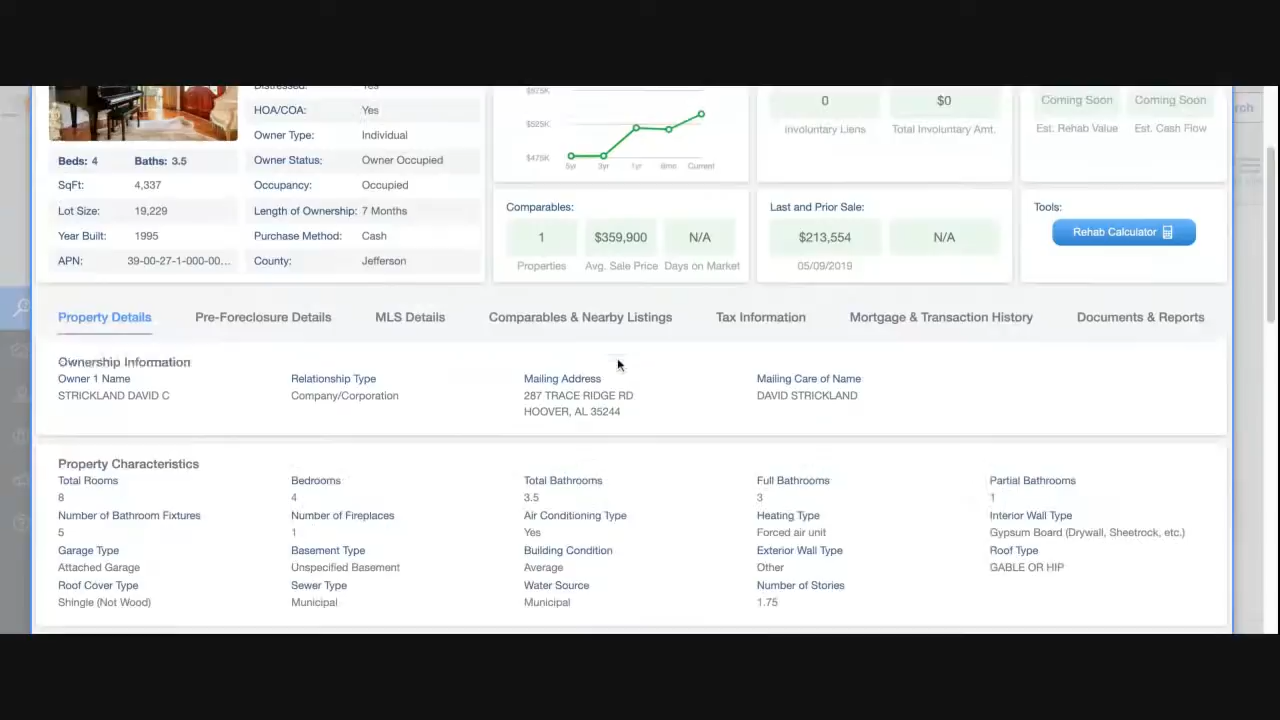 Distressed: Yes
HOA/COA: Yes
Owner Type: Individual
Owner Status: Owner Occupied
Occupancy: Occupied
Length of Ownership: 7 Months
Purchase Method: Cash
County: Jefferson
Beds: 4 Baths: 3.5
SqFt: 4,337
Lot Size: 19,229
Year Built: 1995
APN: 39-00-27-1-000-00...
$525K
$475K
5yr 3yr 1yr 6mo Current
0 $0
involuntary Liens Total Involuntary Amt.
Coming Soon Coming Soon
Est. Rehab Value Est. Cash Flow
Comparables:
1 $359,900 N/A
Properties Avg. Sale Price Days on Market
Last and Prior Sale:
$213,554 N/A
05/09/2019
Tools:
Rehab Calculator
Property Details Pre-Foreclosure Details MLS Details Comparables & Nearby Listings Tax Information Mortgage & Transaction History Documents & Reports
Ownership Information
Owner 1 Name Relationship Type Mailing Address Mailing Care of Name
STRICKLAND DAVID C Company/Corporation 287 TRACE RIDGE RD DAVID STRICKLAND
HOOVER, AL 35244
Property Characteristics
Total Rooms Bedrooms Total Bathrooms Full Bathrooms Partial Bathrooms
8 4 3.5 3 1
Number of Bathroom Fixtures Number of Fireplaces Air Conditioning Type Heating Type Interior Wall Type
5 1 Yes Forced air unit Gypsum Board (Drywall, Sheetrock, etc.)
Garage Type Basement Type Building Condition Exterior Wall Type Roof Type
Attached Garage Unspecified Basement Average Other GABLE OR HIP
Roof Cover Type Sewer Type Water Source Number of Stories
Shingle (Not Wood) Municipal Municipal 1.75